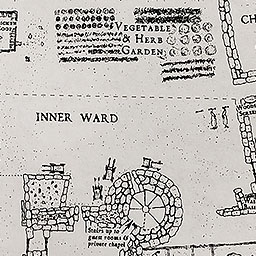 Vegetable
& Herb
Garden
CH
INNER WARD
Stairs up to
guest rooms &
private chapel